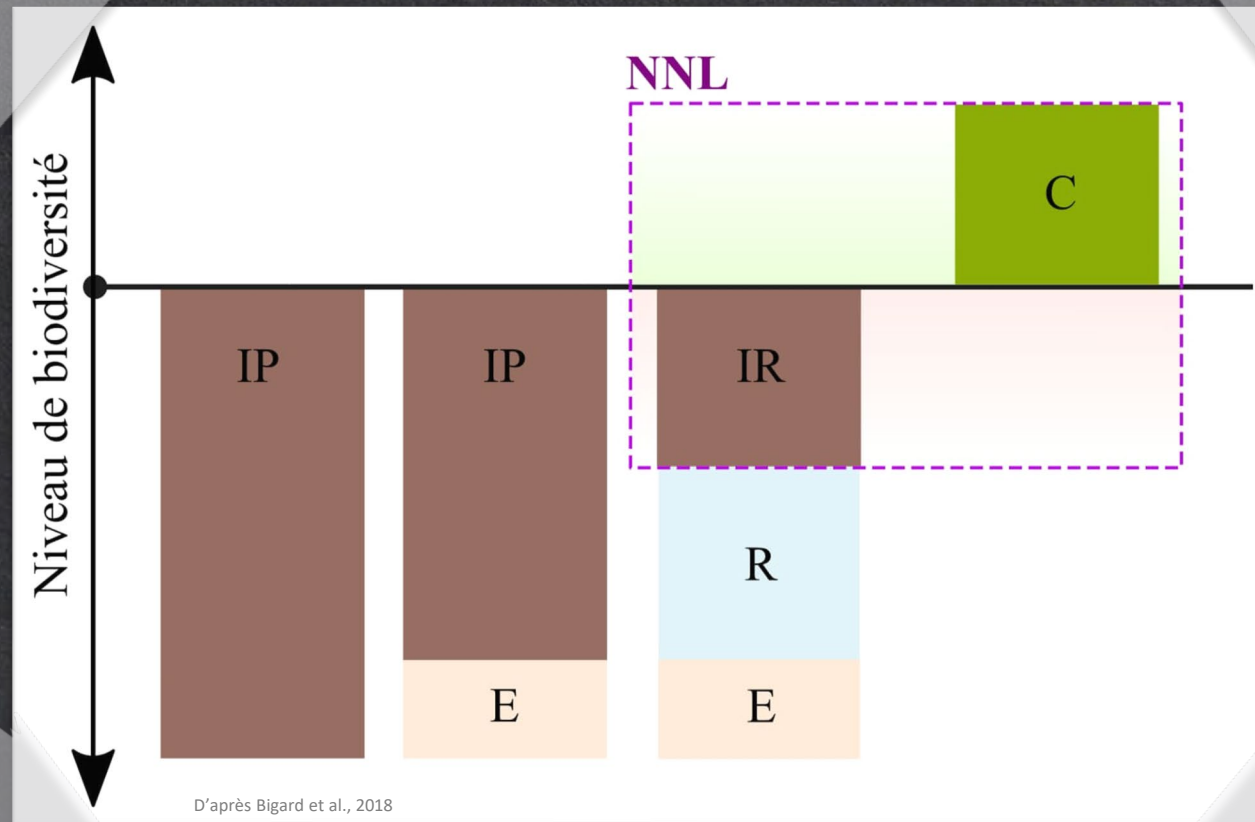 Niveau de biodiversité
NNL
C
IP
IP
IR
R
E
E
D'après Bigard et al., 2018